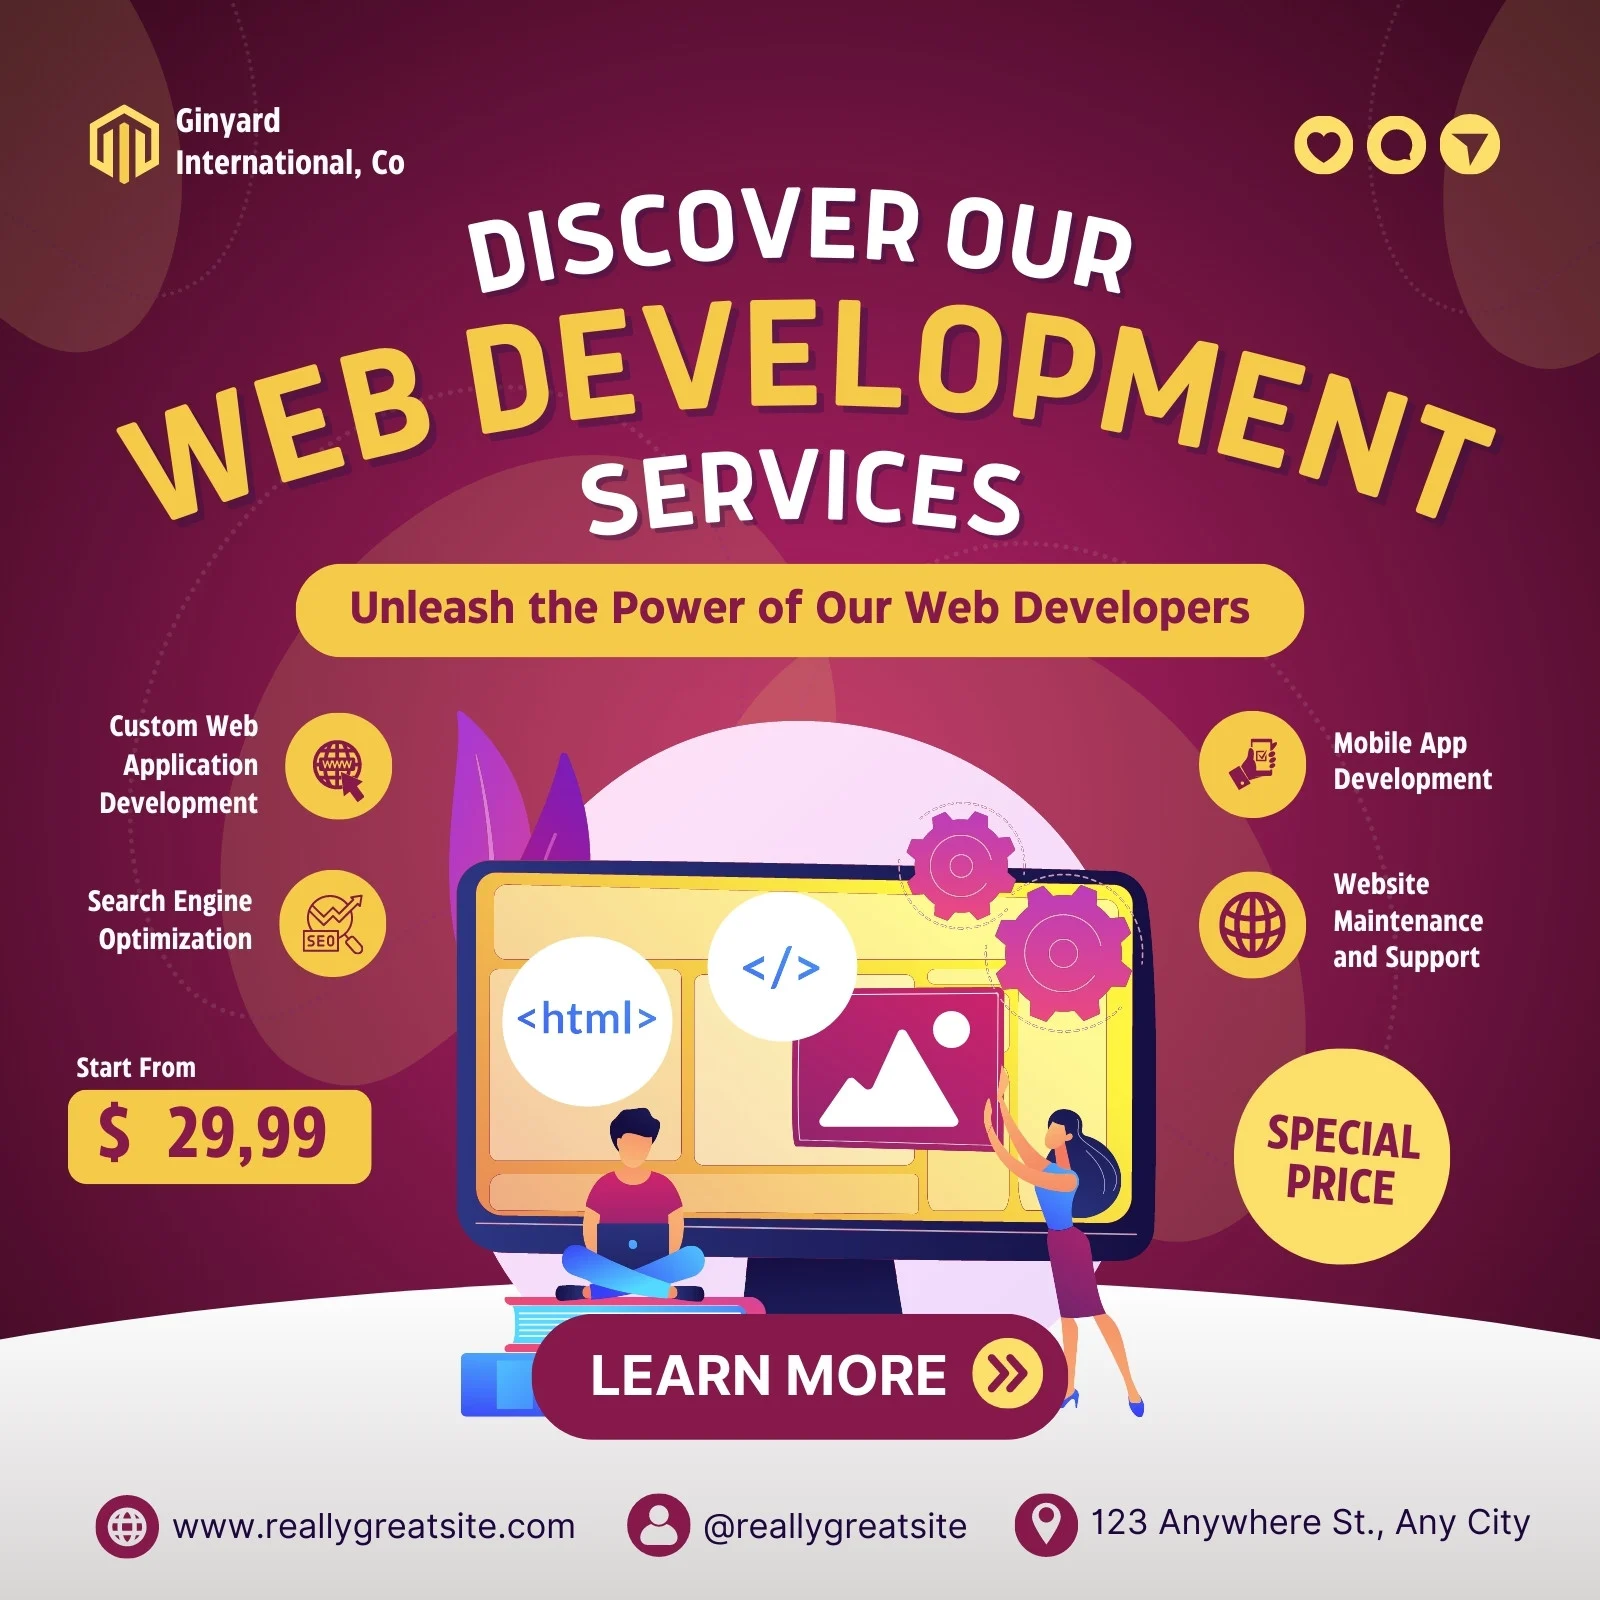 Ginyard
International, Co
DISCOVER OUR
WEB DEVELOPMENT
SERVICES
Unleash the Power of Our Web Developers
Custom Web
Application
Development
WWW
Search Engine
Optimization
SEO
Mobile App
Development
Website
Maintenance
and Support
Start From
$ 29,99
<html>
</>
SPECIAL
PRICE
LEARN MORE
www.reallygreatsite.com
@reallygreatsite
123 Anywhere St., Any City